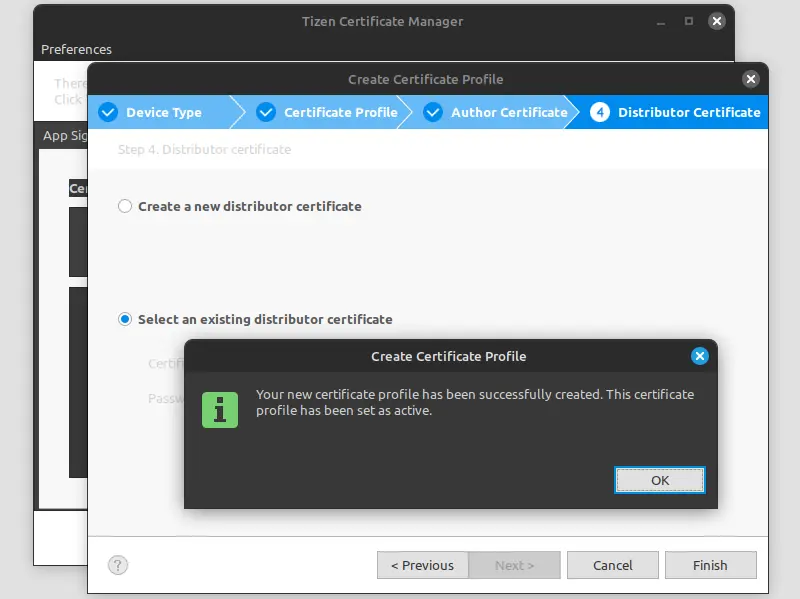 Tizen Certificate Manager
Preferences
There
Click
App Sig
Cer
Create Certificate Profile
Device Type
Certificate Profile
Author Certificate
4 Distributor Certificate
Step 4. Distributor certificate
Create a new distributor certificate
Select an existing distributor certificate
Certifi
Passw
Create Certificate Profile
Your new certificate profile has been successfully created. This certificate
profile has been set as active.
OK
?
< Previous
Next >
Cancel
Finish